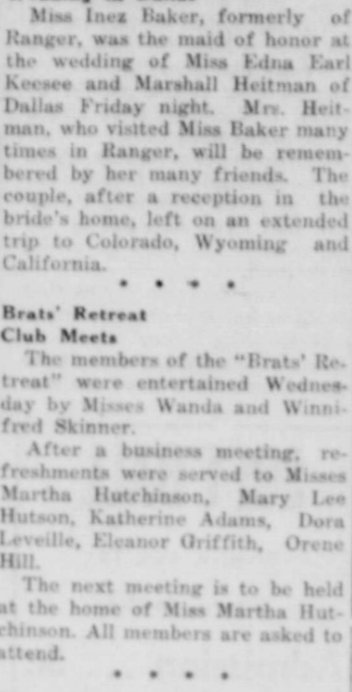 Miss Inez Baker, formerly of
Ranger, was the maid of honor at
the wedding of Miss Edna Earl
Keesee and Marshall Heitman of
Dallas Friday night. Mrs. Heit-
man, who visited Miss Baker many
times in Ranger, will be remem-
bered by her many friends. The
couple, after a reception in the
bride's home, left on an extended
trip to Colorado, Wyoming and
California.
* * * *
Brats' Retreat
Club Meets
The members of the "Brats' Re-
treat" were entertained Wednes-
day by Misses Wanda and Winni-
fred Skinner.
After a business meeting, re-
freshments were served to Misses
Martha Hutchinson, Mary Lee
Hutson, Katherine Adams, Dora
Leveille, Eleanor Griffith, Orene
Hill.
The next meeting is to be held
at the home of Miss Martha Hut-
chinson. All members are asked to
attend.
* * * *